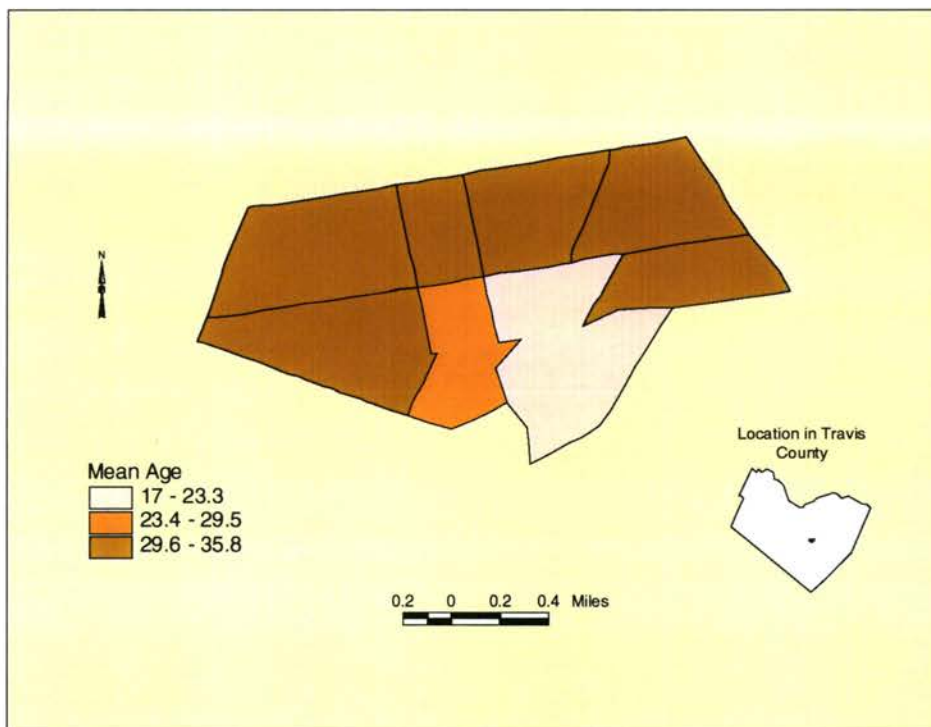 N
Location in Travis
County
Mean Age
17 - 23.3
23.4 - 29.5
29.6 - 35.8
0.2 0 0.2 0.4 Miles